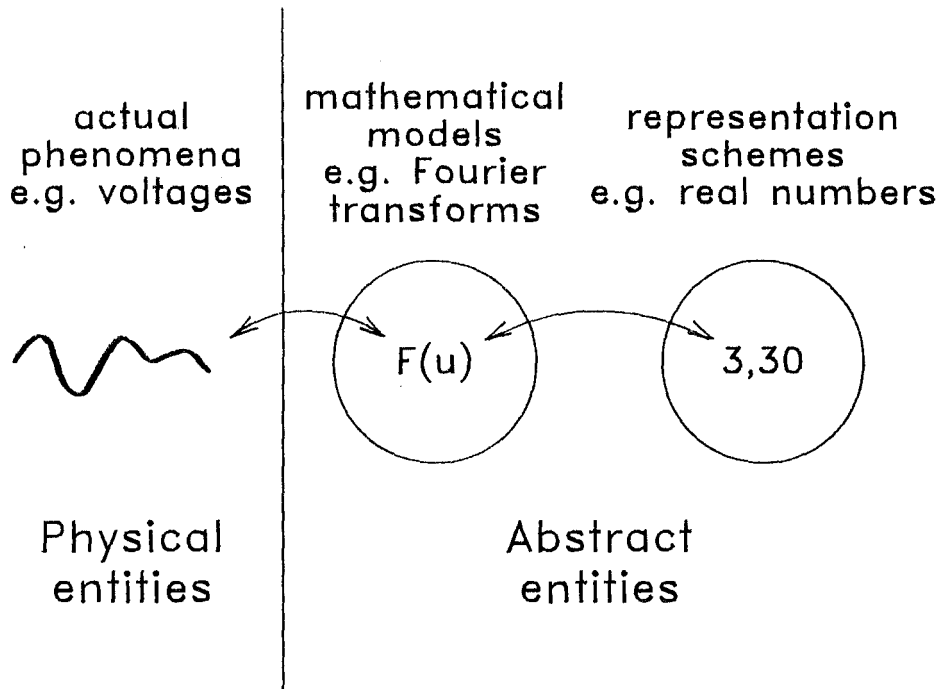 actual
phenomena
e.g. voltages
mathematical
models
e.g. Fourier
transforms
representation
schemes
e.g. real numbers
F(u)
3,30
Physical
entities
Abstract
entities